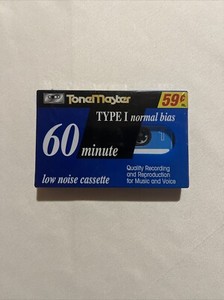 ToneMaster
59¢
TYPE I normal bias
60
minute
Quality Recording
and Reproduction
for Music and Voice
low noise cassette